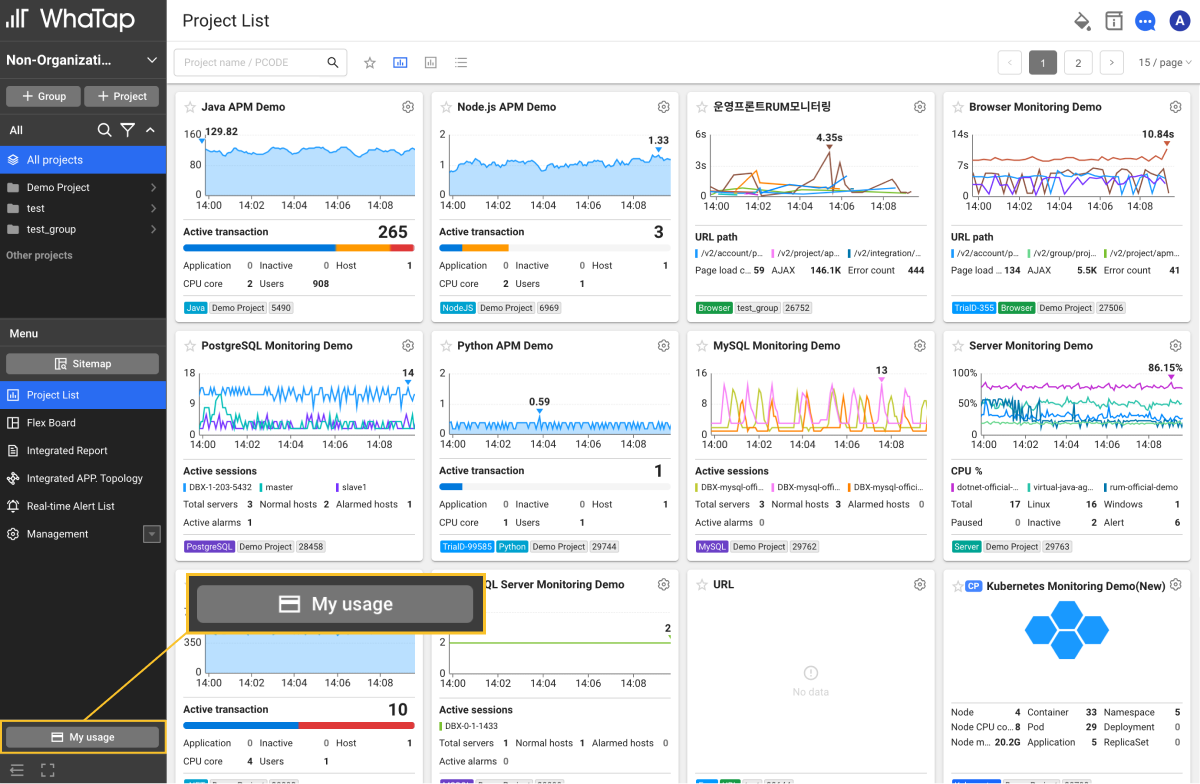 WhaTap
Project List
A
Non-Organizati...
Project name / PCODE
1
2
15 / page
+ Group
+ Project
All
All projects
Demo Project
test
test_group
Other projects
Menu
Sitemap
Project List
Flex Board
Integrated Report
Integrated APP. Topology
Real-time Alert List
Management
My usage
Java APM Demo
160
129.82
80
0
14:00 14:02 14:04 14:06 14:08
Active transaction 265
Application 0 Inactive 0 Host 1
CPU core 2 Users 908
Java Demo Project 5490
Node.js APM Demo
2
1.33
1
0
14:00 14:02 14:04 14:06 14:08
Active transaction 3
Application 0 Inactive 0 Host 1
CPU core 2 Users 1
NodeJS Demo Project 6969
운영프론트RUM모니터링
6s
4.35s
3s
0
14:00 14:02 14:04 14:06 14:08
URL path
/v2/account/p... /v2/project/ap... /v2/integration/...
Page load c... 59 AJAX 146.1K Error count 444
Browser test_group 26752
Browser Monitoring Demo
14s
10.84s
7s
0
14:00 14:02 14:04 14:06 14:08
URL path
/v2/account/p... /v2/group/proj... /v2/project/apm...
Page load ... 134 AJAX 5.5K Error count 41
TrialD-355 Browser Demo Project 27506
PostgreSQL Monitoring Demo
18
14
9
0
14:00 14:02 14:04 14:06 14:08
Active sessions
DBX-1-203-5432 master slave1
Total servers 3 Normal hosts 2 Alarmed hosts 1
Active alarms 1
PostgreSQL Demo Project 28458
Python APM Demo
2
1
0.59
0
14:00 14:02 14:04 14:06 14:08
Active transaction 1
Application 0 Inactive 0 Host 1
CPU core 1 Users 1
TrialD-99585 Python Demo Project 29744
MySQL Monitoring Demo
16
13
8
0
14:00 14:02 14:04 14:06 14:08
Active sessions
DBX-mysql-offi... DBX-mysql-offi... DBX-mysql-offici...
Total servers 3 Normal hosts 3 Alarmed hosts 0
Active alarms 0
MySQL Demo Project 29762
Server Monitoring Demo
100%
86.15%
50%
0
14:00 14:02 14:04 14:06 14:08
CPU %
dotnet-official-... virtual-java-ag... rum-official-demo
Total 17 Linux 16 Windows 1
Paused 0 Inactive 2 Alert 6
Server Demo Project 29763
My usage
350
0
14:00 14:02 14:04 14:06 14:08
Active transaction 10
Application 0 Inactive 0 Host 1
CPU core 4 Users 1
QL Server Monitoring Demo
2
2
0
14:00 14:02 14:04 14:06 14:08
Active sessions
DBX-0-1-1433
Total servers 1 Normal hosts 1 Alarmed hosts 0
Active alarms 0
URL
No data
CP Kubernetes Monitoring Demo(New)
Node 4 Container 33 Namespace 5
Node CPU co... 8 Pod 29 Deployment 0
Node m... 20.2G Application 5 ReplicaSet 0